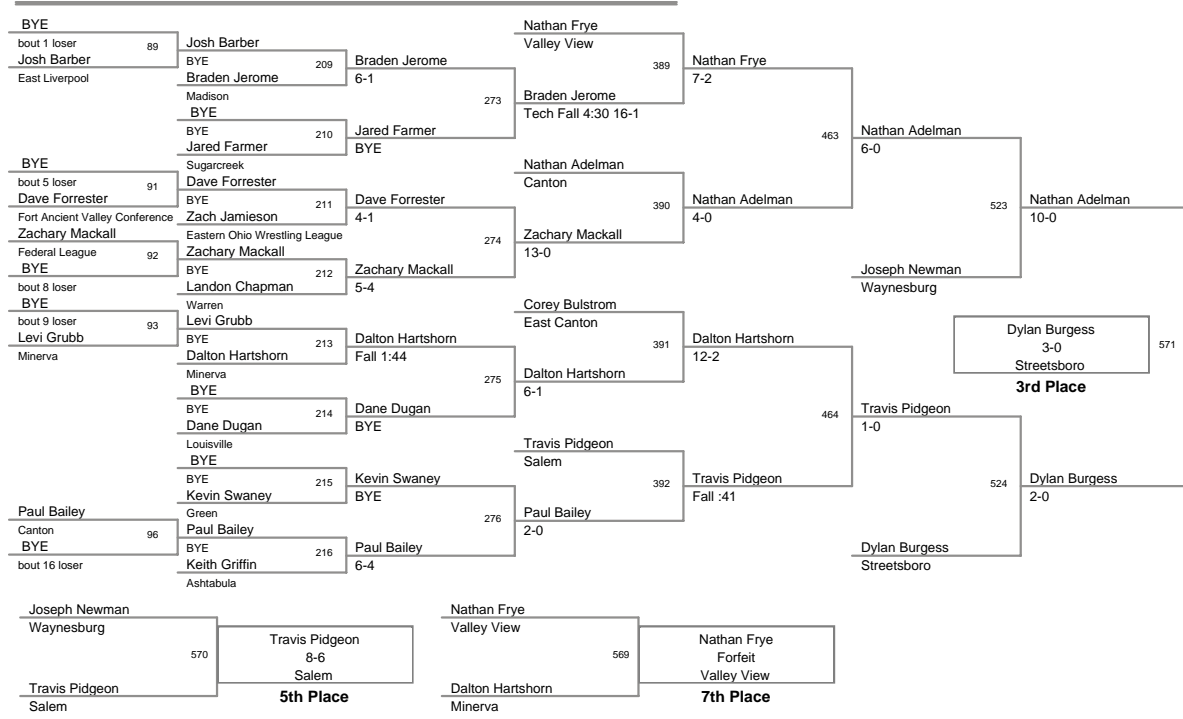 BYE
bout 1 loser
89
Josh Barber
East Liverpool
BYE
bout 5 loser
91
Dave Forrester
Fort Ancient Valley Conference
Zachary Mackall
Federal League
92
BYE
bout 8 loser
BYE
bout 9 loser
93
Levi Grubb
Minerva
Paul Bailey
Canton
96
BYE
bout 16 loser
Josh Barber
BYE
209
Braden Jerome
Madison
BYE
BYE
210
Jared Farmer
Sugarcreek
Dave Forrester
BYE
211
Zach Jamieson
Eastern Ohio Wrestling League
Zachary Mackall
BYE
212
Landon Chapman
Warren
Levi Grubb
BYE
213
Dalton Hartshorn
Minerva
BYE
BYE
214
Dane Dugan
Louisville
BYE
BYE
215
Kevin Swaney
Green
Paul Bailey
BYE
216
Keith Griffin
Ashtabula
Braden Jerome
6-1
273
Jared Farmer
BYE
Dave Forrester
4-1
274
Zachary Mackall
5-4
Dalton Hartshorn
Fall 1:44
275
Dane Dugan
BYE
Kevin Swaney
BYE
276
Paul Bailey
6-4
Nathan Frye
Valley View
389
Braden Jerome
Tech Fall 4:30 16-1
Nathan Adelman
Canton
390
Zachary Mackall
13-0
Corey Bulstrom
East Canton
391
Dalton Hartshorn
6-1
Travis Pidgeon
Salem
392
Paul Bailey
2-0
Nathan Frye
7-2
463
Nathan Adelman
4-0
Dalton Hartshorn
12-2
464
Travis Pidgeon
Fall :41
Nathan Adelman
6-0
523
Joseph Newman
Waynesburg
Travis Pidgeon
1-0
524
Dylan Burgess
Streetsboro
Nathan Adelman
10-0
Dylan Burgess
3-0
571
Streetsboro
3rd Place
Dylan Burgess
2-0
Joseph Newman
Waynesburg
570
Travis Pidgeon
Salem
Travis Pidgeon
8-6
Salem
5th Place
Nathan Frye
Valley View
569
Dalton Hartshorn
Minerva
Nathan Frye
Forfeit
Valley View
7th Place